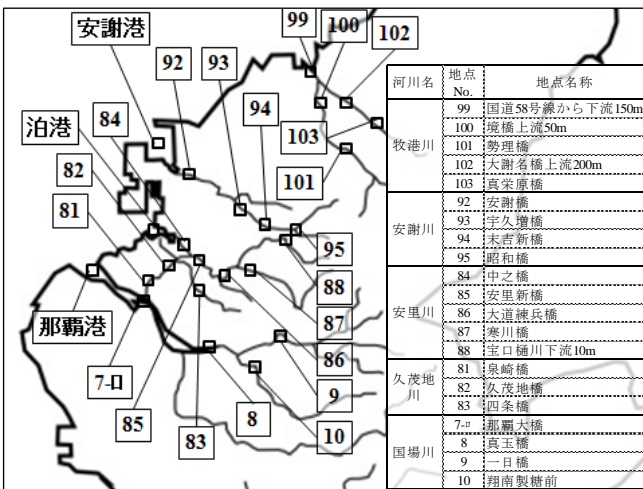 安謝港
99
100
102
92
93
94
泊港
84
82
81
103
101
95
88
87
86
那覇港
7-ロ
85
83
8
10
9
河川名 地点No. 地点名称
牧港川
99 国道58号線から下流150m
100 境橋上流50m
101 勢理橋
102 大謝名橋上流200m
103 真栄原橋
安謝川
92 安謝橋
93 宇久増橋
94 末吉新橋
95 昭和橋
安里川
84 中之橋
85 安里新橋
86 大道練兵橋
87 寒川橋
88 宝口樋川下流10m
久茂地川
81 泉崎橋
82 久茂地橋
83 四条橋
国場川
7-ロ 那覇大橋
8 真玉橋
9 一日橋
10 翔南製糖前